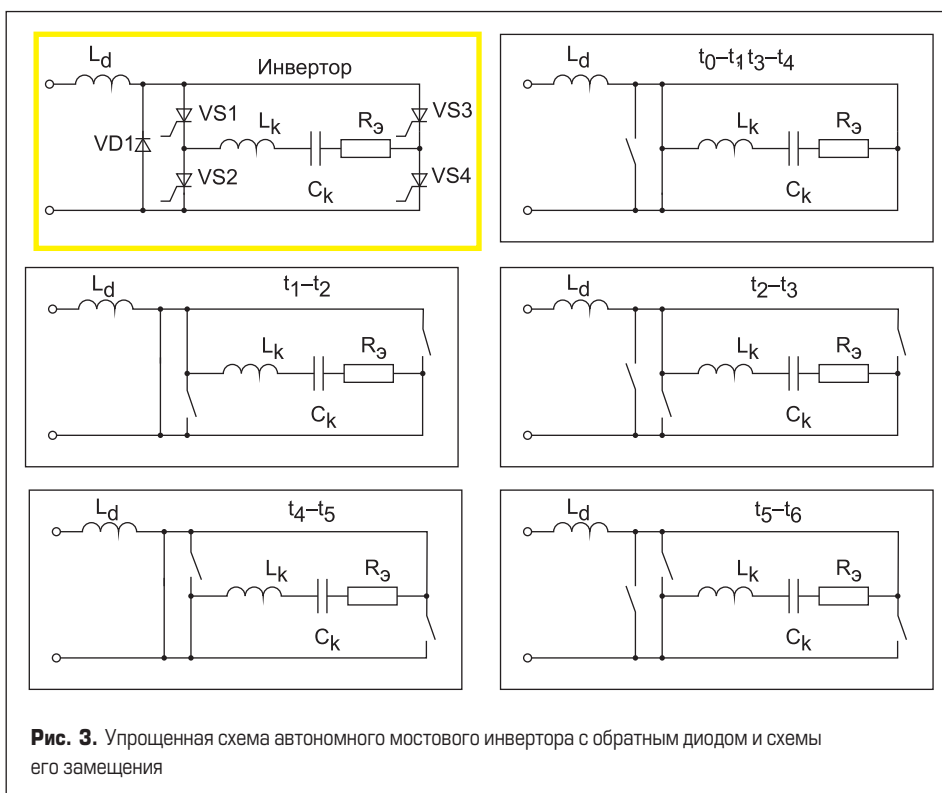 L_d
Инвертор
VS1
VD1
VS2
L_k
C_k
R_э
VS3
VS4
t_0–t_1 t_3–t_4
L_d
L_k
R_э
C_k
t_1–t_2
L_d
L_k
R_э
C_k
t_2–t_3
L_d
L_k
R_э
C_k
t_4–t_5
L_d
L_k
R_э
C_k
t_5–t_6
L_d
L_k
R_э
C_k
Рис. 3. Упрощенная схема автономного мостового инвертора с обратным диодом и схемы
его замещения